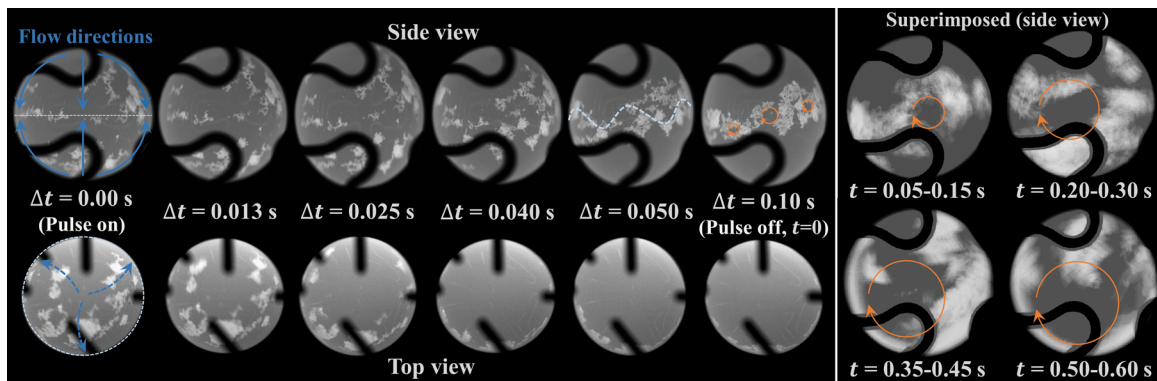 Flow directions
Side view
Δt = 0.00 s
(Pulse on)
Δt = 0.013 s
Δt = 0.025 s
Δt = 0.040 s
Δt = 0.050 s
Δt = 0.10 s
(Pulse off, t=0)
Top view
Superimposed (side view)
t = 0.05-0.15 s
t = 0.20-0.30 s
t = 0.35-0.45 s
t = 0.50-0.60 s